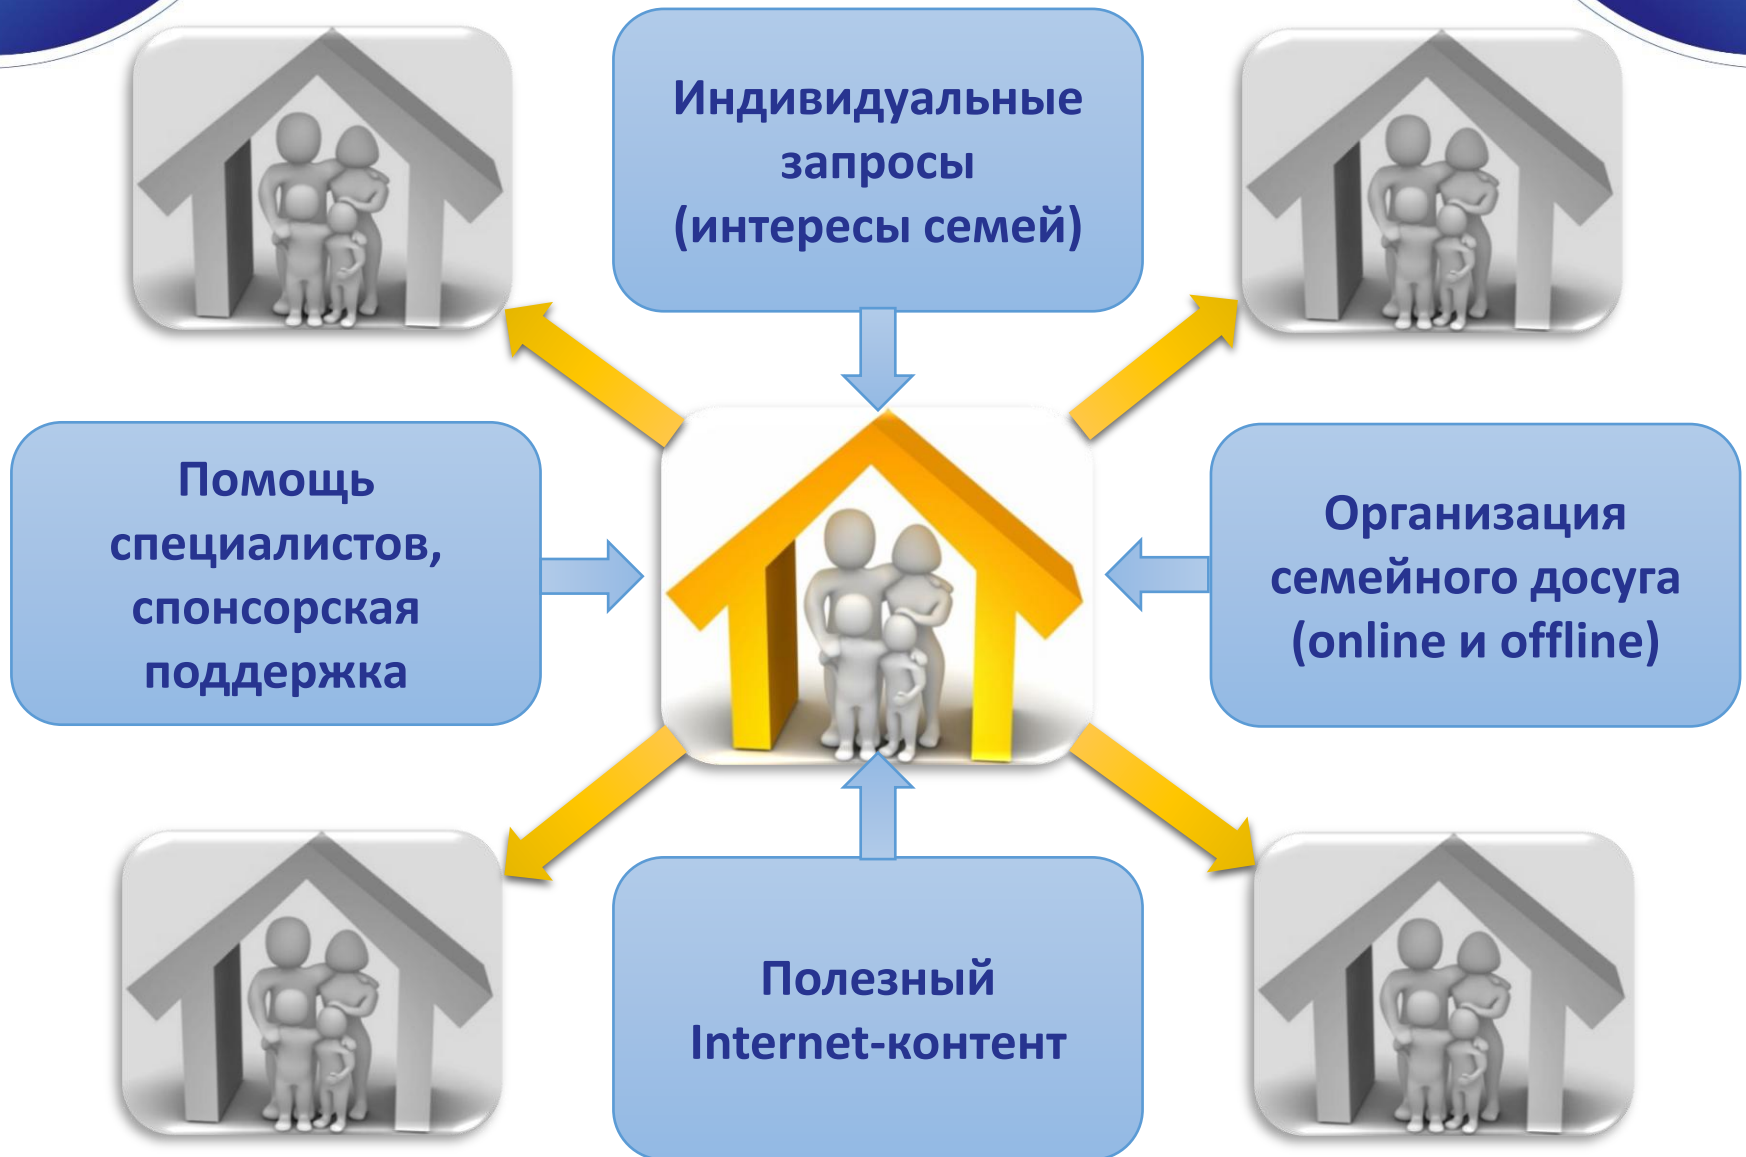 Индивидуальные
запросы
(интересы семей)
Помощь
специалистов,
спонсорская
поддержка
Организация
семейного досуга
(online и offline)
Полезный
Internet-контент